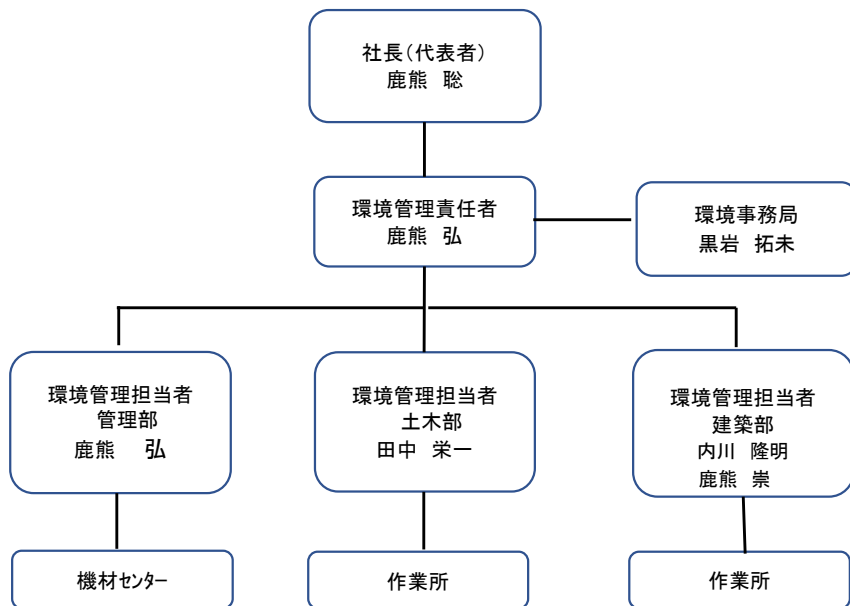 社長（代表者）
鹿熊　聡
環境管理責任者
鹿熊　弘
環境事務局
黒岩　拓未
環境管理担当者
管理部
鹿熊　弘
環境管理担当者
土木部
田中　栄一
環境管理担当者
建築部
内川　隆明
鹿熊　崇
機材センター
作業所
作業所